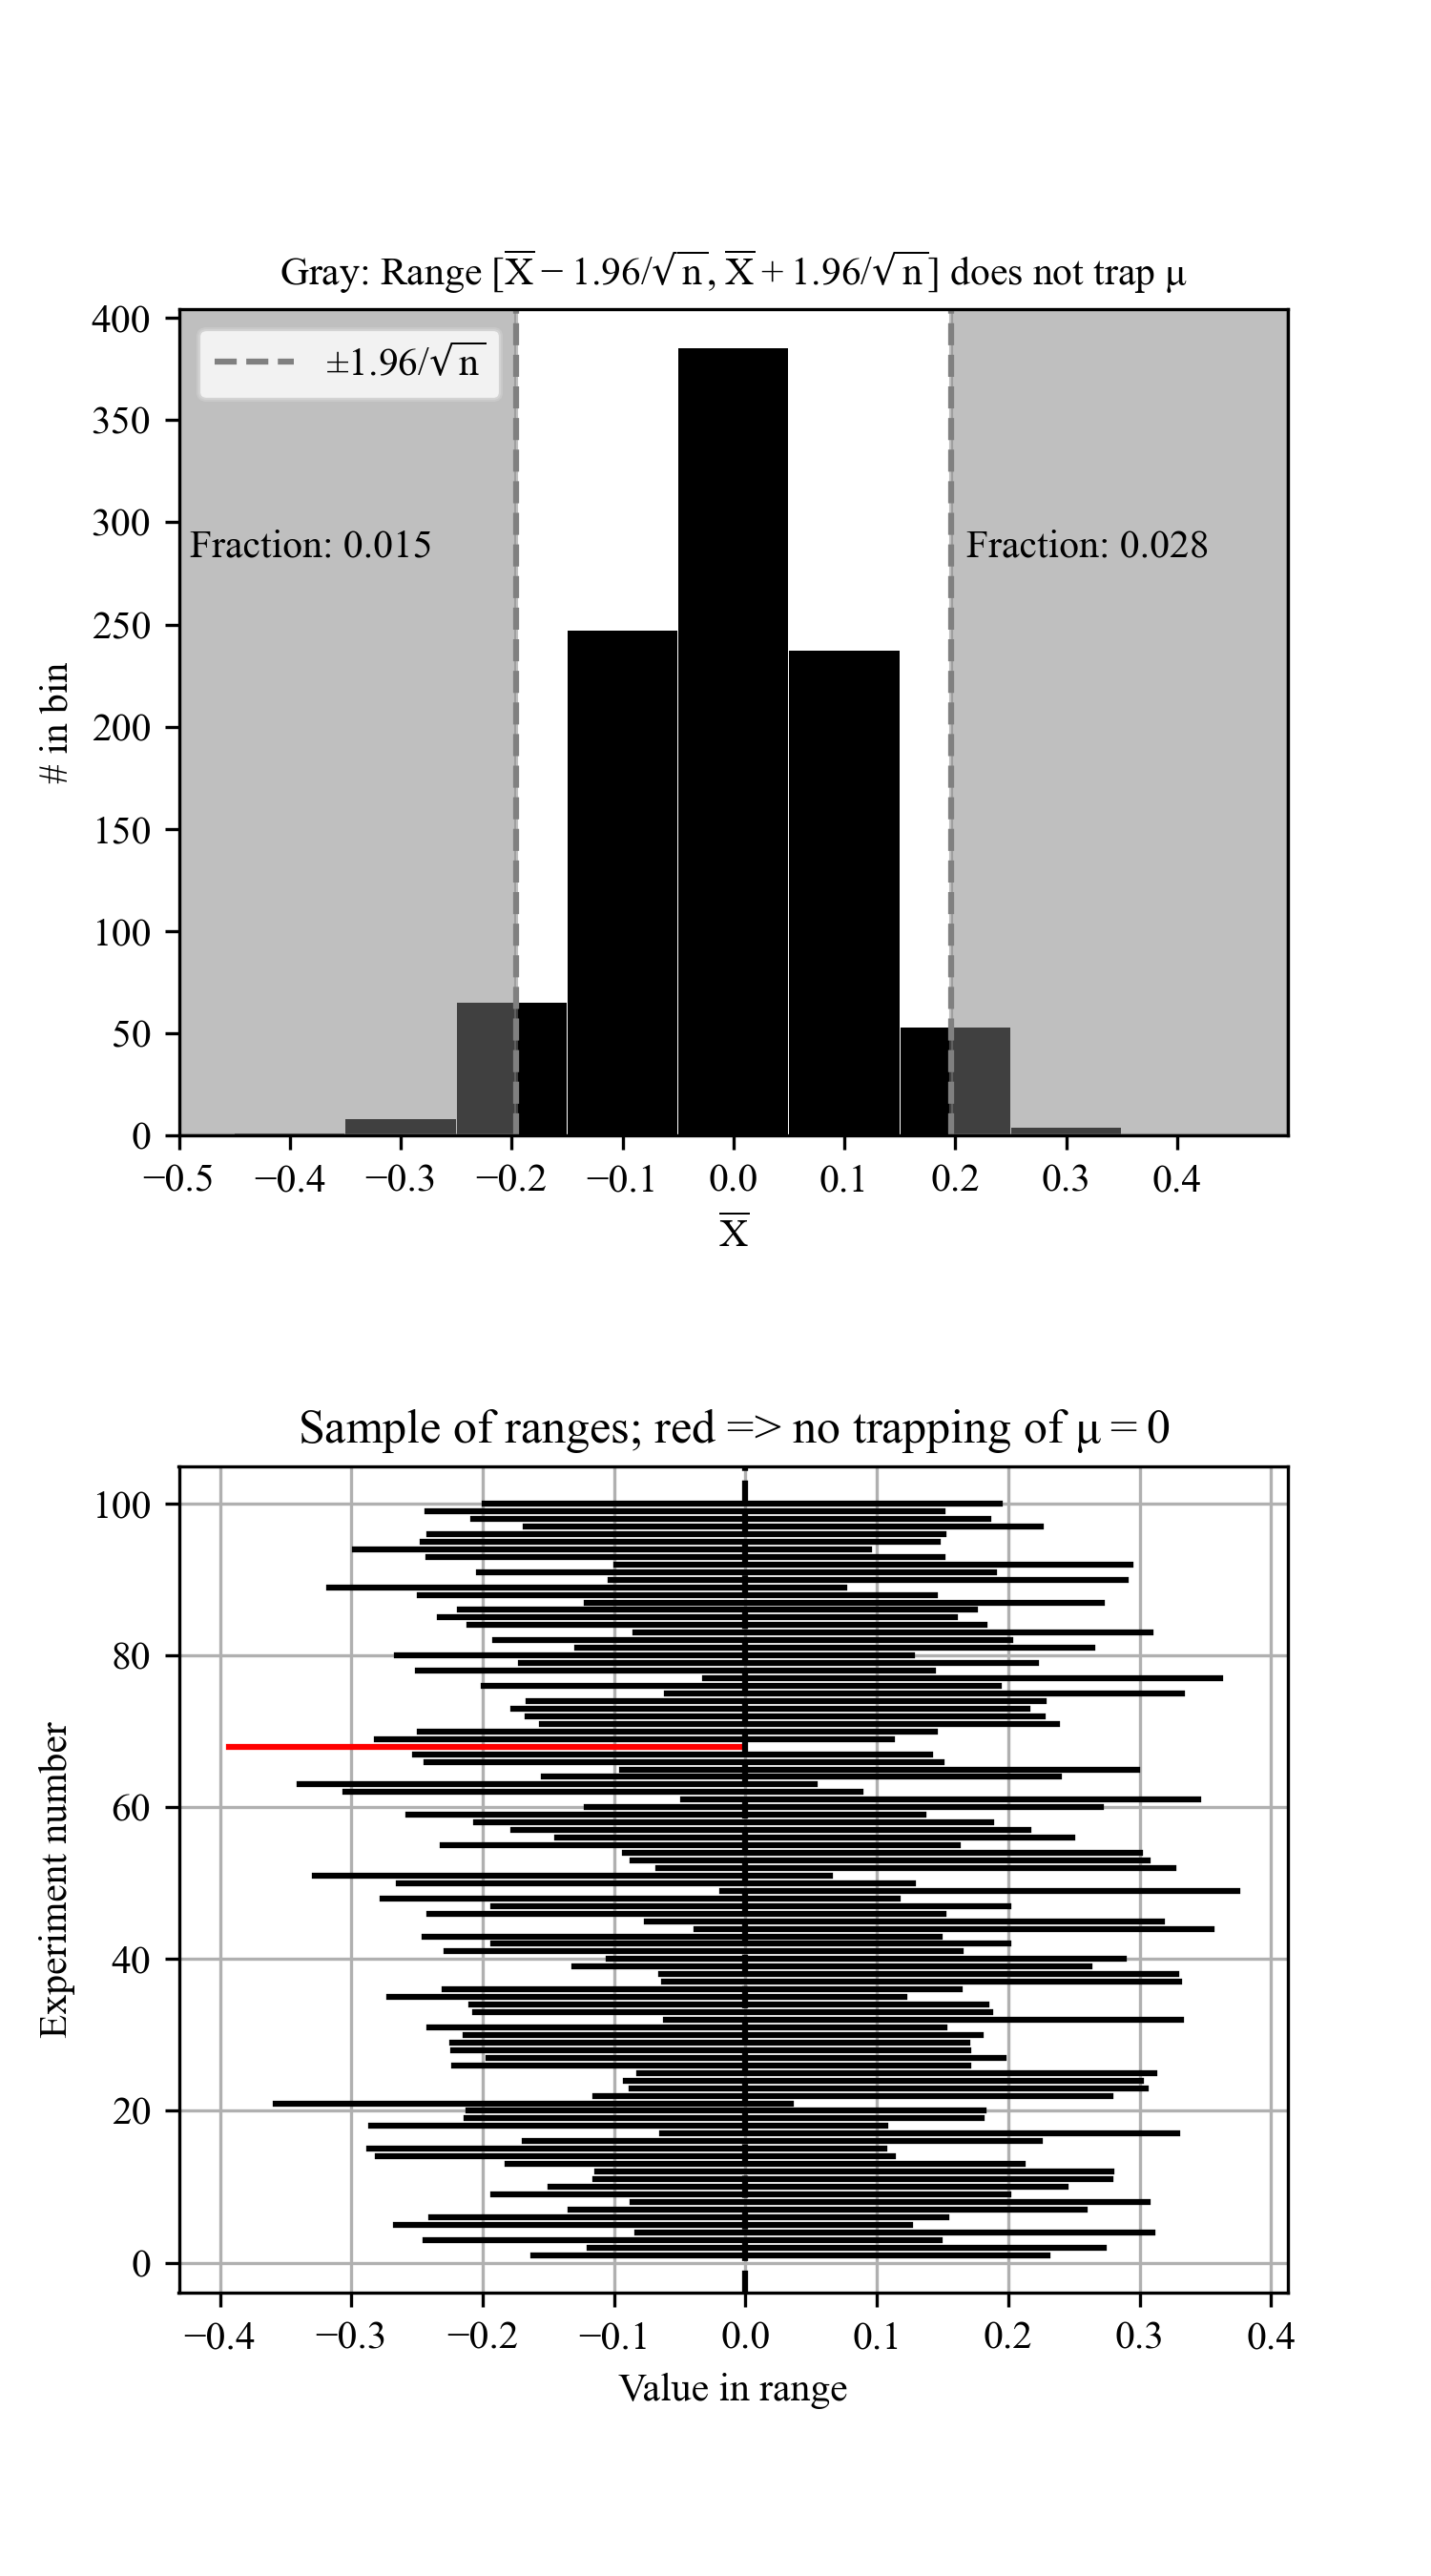 Gray: Range [X̅ − 1.96/√n, X̅ + 1.96/√n] does not trap μ
400
±1.96/√n
350
300
Fraction: 0.015
Fraction: 0.028
250
# in bin
200
150
100
50
0
−0.5 −0.4 −0.3 −0.2 −0.1 0.0 0.1 0.2 0.3 0.4
X̅
Sample of ranges; red => no trapping of μ = 0
100
80
60
Experiment number
40
20
0
−0.4 −0.3 −0.2 −0.1 0.0 0.1 0.2 0.3 0.4
Value in range